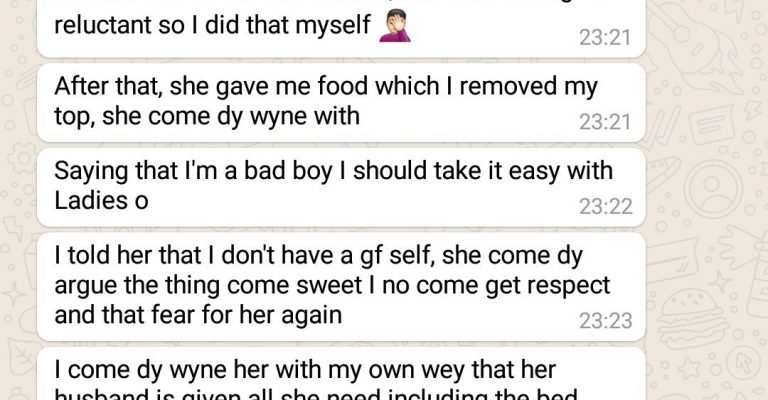 reluctant so I did that myself 🤦🏻‍♂️
23:21
After that, she gave me food which I removed my
top, she come dy wyne with
23:21
Saying that I'm a bad boy I should take it easy with
Ladies o
23:22
I told her that I don't have a gf self, she come dy
argue the thing come sweet I no come get respect
and that fear for her again
23:23
I come dy wyne her with my own wey that her
husband is given all she need including the bed